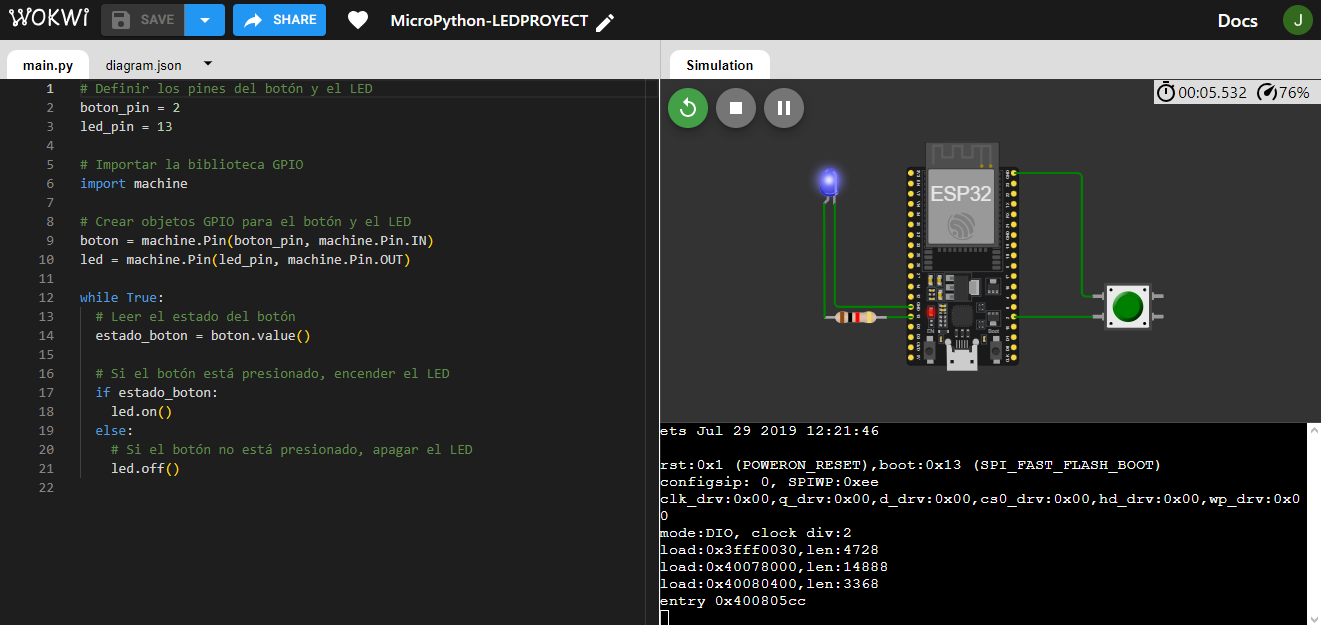 WOKWI
SAVE
SHARE
MicroPython-LEDPROYECT
Docs
J
main.py
diagram.json
1 # Definir los pines del botón y el LED
2 boton_pin = 2
3 led_pin = 13
4
5 # Importar la biblioteca GPIO
6 import machine
7
8 # Crear objetos GPIO para el botón y el LED
9 boton = machine.Pin(boton_pin, machine.Pin.IN)
10 led = machine.Pin(led_pin, machine.Pin.OUT)
11
12 while True:
13 # Leer el estado del botón
14 estado_boton = boton.value()
15
16 # Si el botón está presionado, encender el LED
17 if estado_boton:
18 led.on()
19 else:
20 # Si el botón no está presionado, apagar el LED
21 led.off()
22
Simulation
00:05.532 76%
ESP32
EN
Boot
ets Jul 29 2019 12:21:46
rst:0x1 (POWERON_RESET),boot:0x13 (SPI_FAST_FLASH_BOOT)
configsip: 0, SPIWP:0xee
clk_drv:0x00,q_drv:0x00,d_drv:0x00,cs0_drv:0x00,hd_drv:0x00,wp_drv:0x0
0
mode:DIO, clock div:2
load:0x3fff0030,len:4728
load:0x40078000,len:14888
load:0x40080400,len:3368
entry 0x400805cc